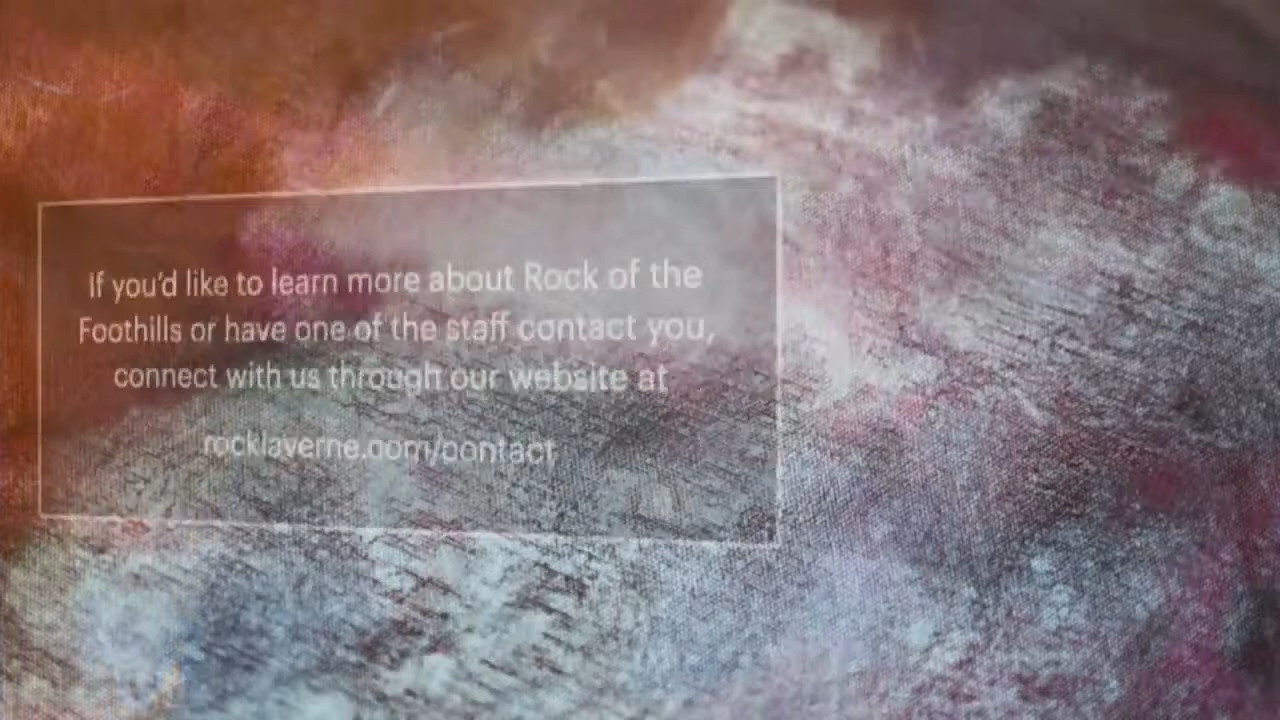 If you'd like to learn more about Rock of the
Foothills or have one of the staff contact you,
connect with us through our website at
rocklaverne.com/contact